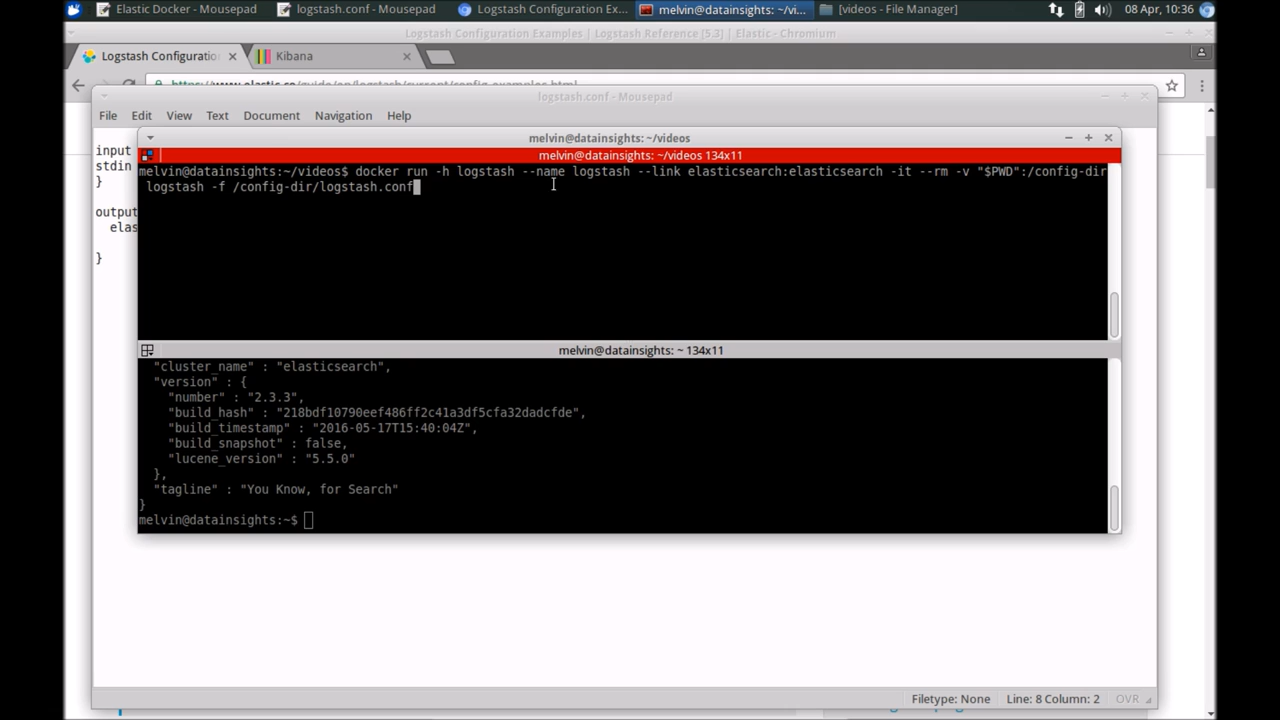 Elastic Docker - Mousepad
logstash.conf - Mousepad
Logstash Configuration Ex...
melvin@datainsights: ~/vi...
[videos - File Manager]
08 Apr, 10:36
Logstash Configuration Examples | Logstash Reference [5.3] | Elastic - Chromium
Logstash Configuratio
Kibana
logstash.conf - Mousepad
File Edit View Text Document Navigation Help
input
stdin
}
output
elas
}
melvin@datainsights: ~/videos
melvin@datainsights: ~/videos 134x11
melvin@datainsights:~/videos$ docker run -h logstash --name logstash --link elasticsearch:elasticsearch -it --rm -v "$PWD":/config-dir
logstash -f /config-dir/logstash.conf
melvin@datainsights: ~ 134x11
"cluster_name" : "elasticsearch",
"version" : {
"number" : "2.3.3",
"build_hash" : "218bdf10790eef486ff2c41a3df5cfa32dadcfde",
"build_timestamp" : "2016-05-17T15:40:04Z",
"build_snapshot" : false,
"lucene_version" : "5.5.0"
},
"tagline" : "You Know, for Search"
}
melvin@datainsights:~$
Filetype: None
Line: 8 Column: 2
OVR